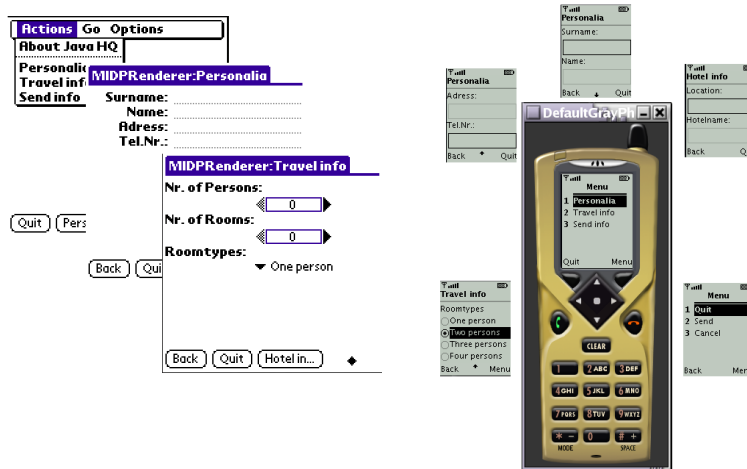 Actions Go Options
About Java HQ
Personalia
Travel inf
Send info
MIDPRenderer:Personalia
Surname:
Name:
Adress:
Tel.Nr.:
MIDPRenderer:Travel info
Nr. of Persons:
0
Nr. of Rooms:
0
Roomtypes:
One person
Quit Pers
Back Qui
Back Quit Hotel in...
Personalia
Surname:
Name:
Back Quit
Personalia
Adress:
Tel.Nr.:
Back Quit
Hotel info
Location:
Hotelname:
Back Q
DefaultGrayPh
Menu
1 Personalia
2 Travel info
3 Send info
Quit Menu
CLEAR
1 2 ABC 3 DEF
4 GHI 5 JKL 6 MNO
7 PQRS 8 TUV 9 WXYZ
* - 0 # +
MODE SPACE
Travel info
Roomtypes
One person
Two persons
Three persons
Four persons
Back Menu
Menu
1 Quit
2 Send
3 Cancel
Back Mer